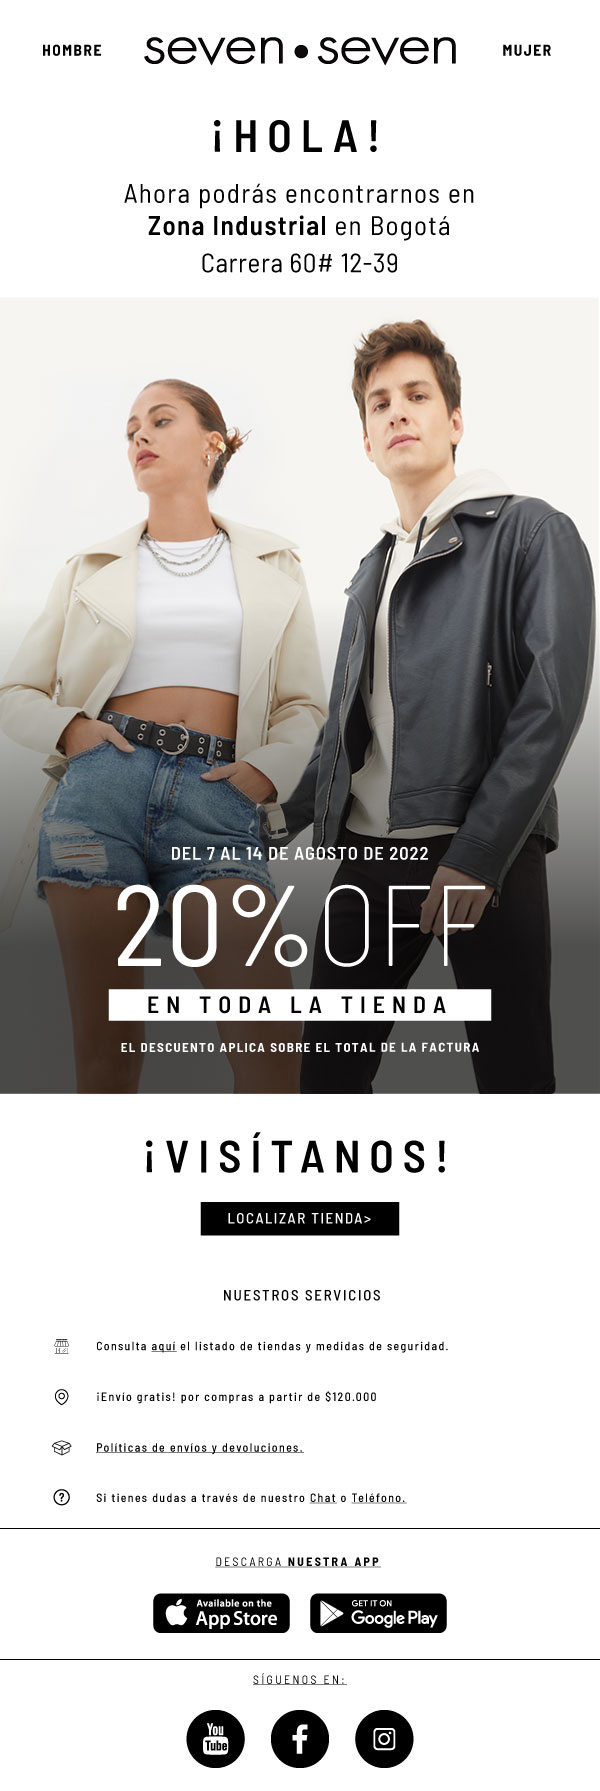 HOMBRE seven•seven MUJER
¡HOLA!
Ahora podrás encontrarnos en
Zona Industrial en Bogotá
Carrera 60# 12-39
DEL 7 AL 14 DE AGOSTO DE 2022
20%OFF
EN TODA LA TIENDA
EL DESCUENTO APLICA SOBRE EL TOTAL DE LA FACTURA
¡VISÍTANOS!
LOCALIZAR TIENDA>
NUESTROS SERVICIOS
Consulta aquí el listado de tiendas y medidas de seguridad.
¡Envío gratis! por compras a partir de $120.000
Políticas de envíos y devoluciones.
Si tienes dudas a través de nuestro Chat o Teléfono.
DESCARGA NUESTRA APP
Available on the
App Store
GET IT ON
Google Play
SÍGUENOS EN:
You
Tube